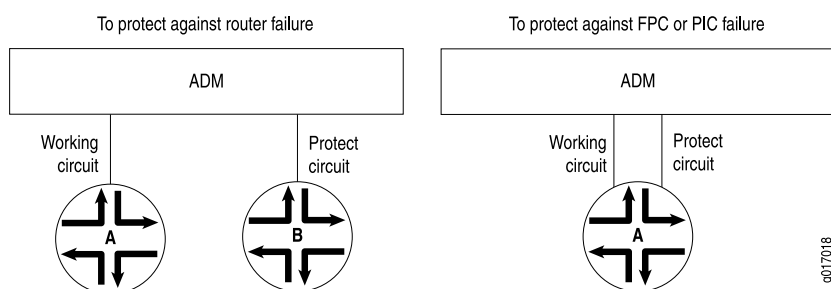 To protect against router failure
ADM
Working
circuit
Protect
circuit
A
B
To protect against FPC or PIC failure
ADM
Working
circuit
Protect
circuit
A
g017018